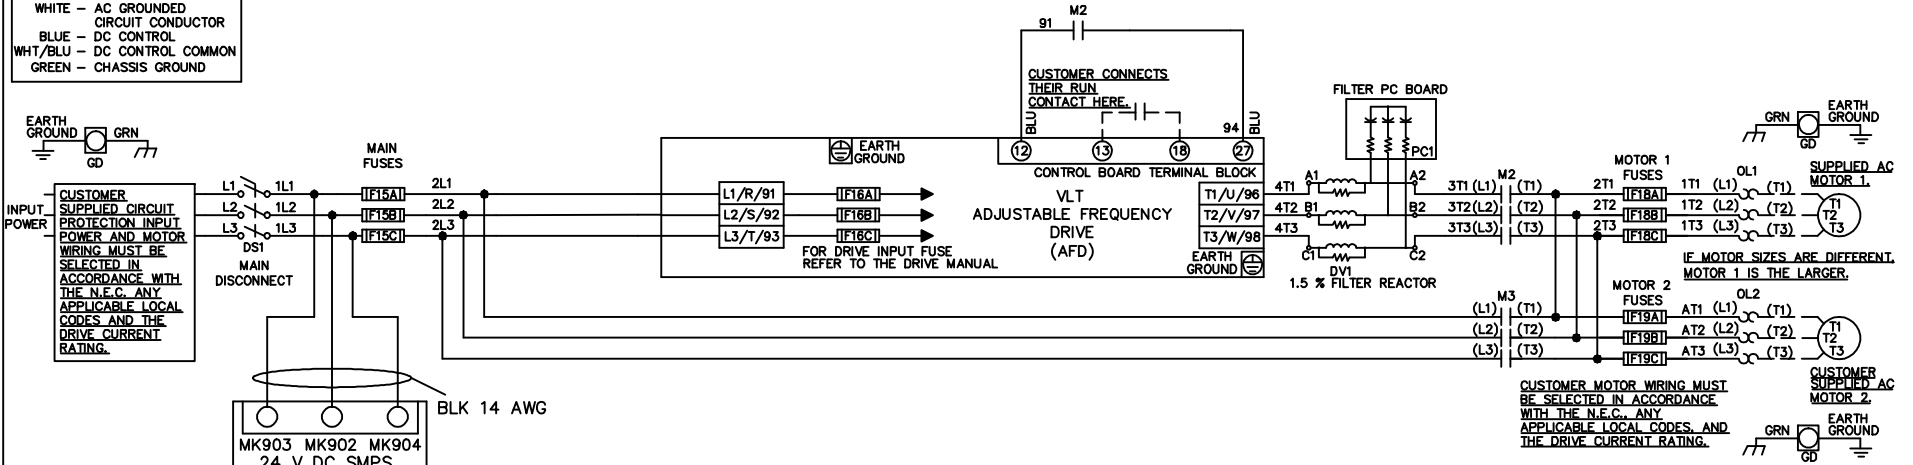 WHITE – AC GROUNDED
CIRCUIT CONDUCTOR
BLUE – DC CONTROL
WHT/BLU – DC CONTROL COMMON
GREEN – CHASSIS GROUND
EARTH
GROUND
GRN
GD
INPUT
POWER
CUSTOMER
SUPPLIED CIRCUIT
PROTECTION INPUT
POWER AND MOTOR
WIRING MUST BE
SELECTED IN
ACCORDANCE WITH
THE N.E.C. ANY
APPLICABLE LOCAL
CODES AND THE
DRIVE CURRENT
RATING.
L1 1L1
L2 1L2
L3 1L3
DS1
MAIN
DISCONNECT
MAIN
FUSES
F15A
F15B
F15C
2L1
2L2
2L3
BLK 14 AWG
MK903 MK902 MK904
24 V DC SMPS
L1/R/91
L2/S/92
L3/T/93
EARTH
GROUND
F16A
F16B
F16C
FOR DRIVE INPUT FUSE
REFER TO THE DRIVE MANUAL
91
M2
CUSTOMER CONNECTS
THEIR RUN
CONTACT HERE.
BLU
94
BLU
12 13 18 27
CONTROL BOARD TERMINAL BLOCK
VLT
ADJUSTABLE FREQUENCY
DRIVE
(AFD)
T1/U/96
T2/V/97
T3/W/98
EARTH
GROUND
4T1
4T2
4T3
FILTER PC BOARD
PC1
A1 A2
B1 B2
C1 C2
DV1
1.5 % FILTER REACTOR
M2
3T1 (L1) (T1)
3T2(L2) (T2)
3T3(L3) (T3)
M3
(L1) (T1)
(L2) (T2)
(L3) (T3)
MOTOR 1
FUSES
2T1 F18A 1T1 (L1) OL1 (T1)
2T2 F18B 1T2 (L2) (T2)
2T3 F18C 1T3 (L3) (T3)
T1
T2
T3
EARTH
GROUND
GRN
GD
SUPPLIED AC
MOTOR 1.
IF MOTOR SIZES ARE DIFFERENT,
MOTOR 1 IS THE LARGER.
MOTOR 2
FUSES
F19A AT1 (L1) OL2 (T1)
F19B AT2 (L2) (T2)
F19C AT3 (L3) (T3)
T1
T2
T3
CUSTOMER
SUPPLIED AC
MOTOR 2.
CUSTOMER MOTOR WIRING MUST
BE SELECTED IN ACCORDANCE
WITH THE N.E.C., ANY
APPLICABLE LOCAL CODES, AND
THE DRIVE CURRENT RATING.
EARTH
GROUND
GRN
GD